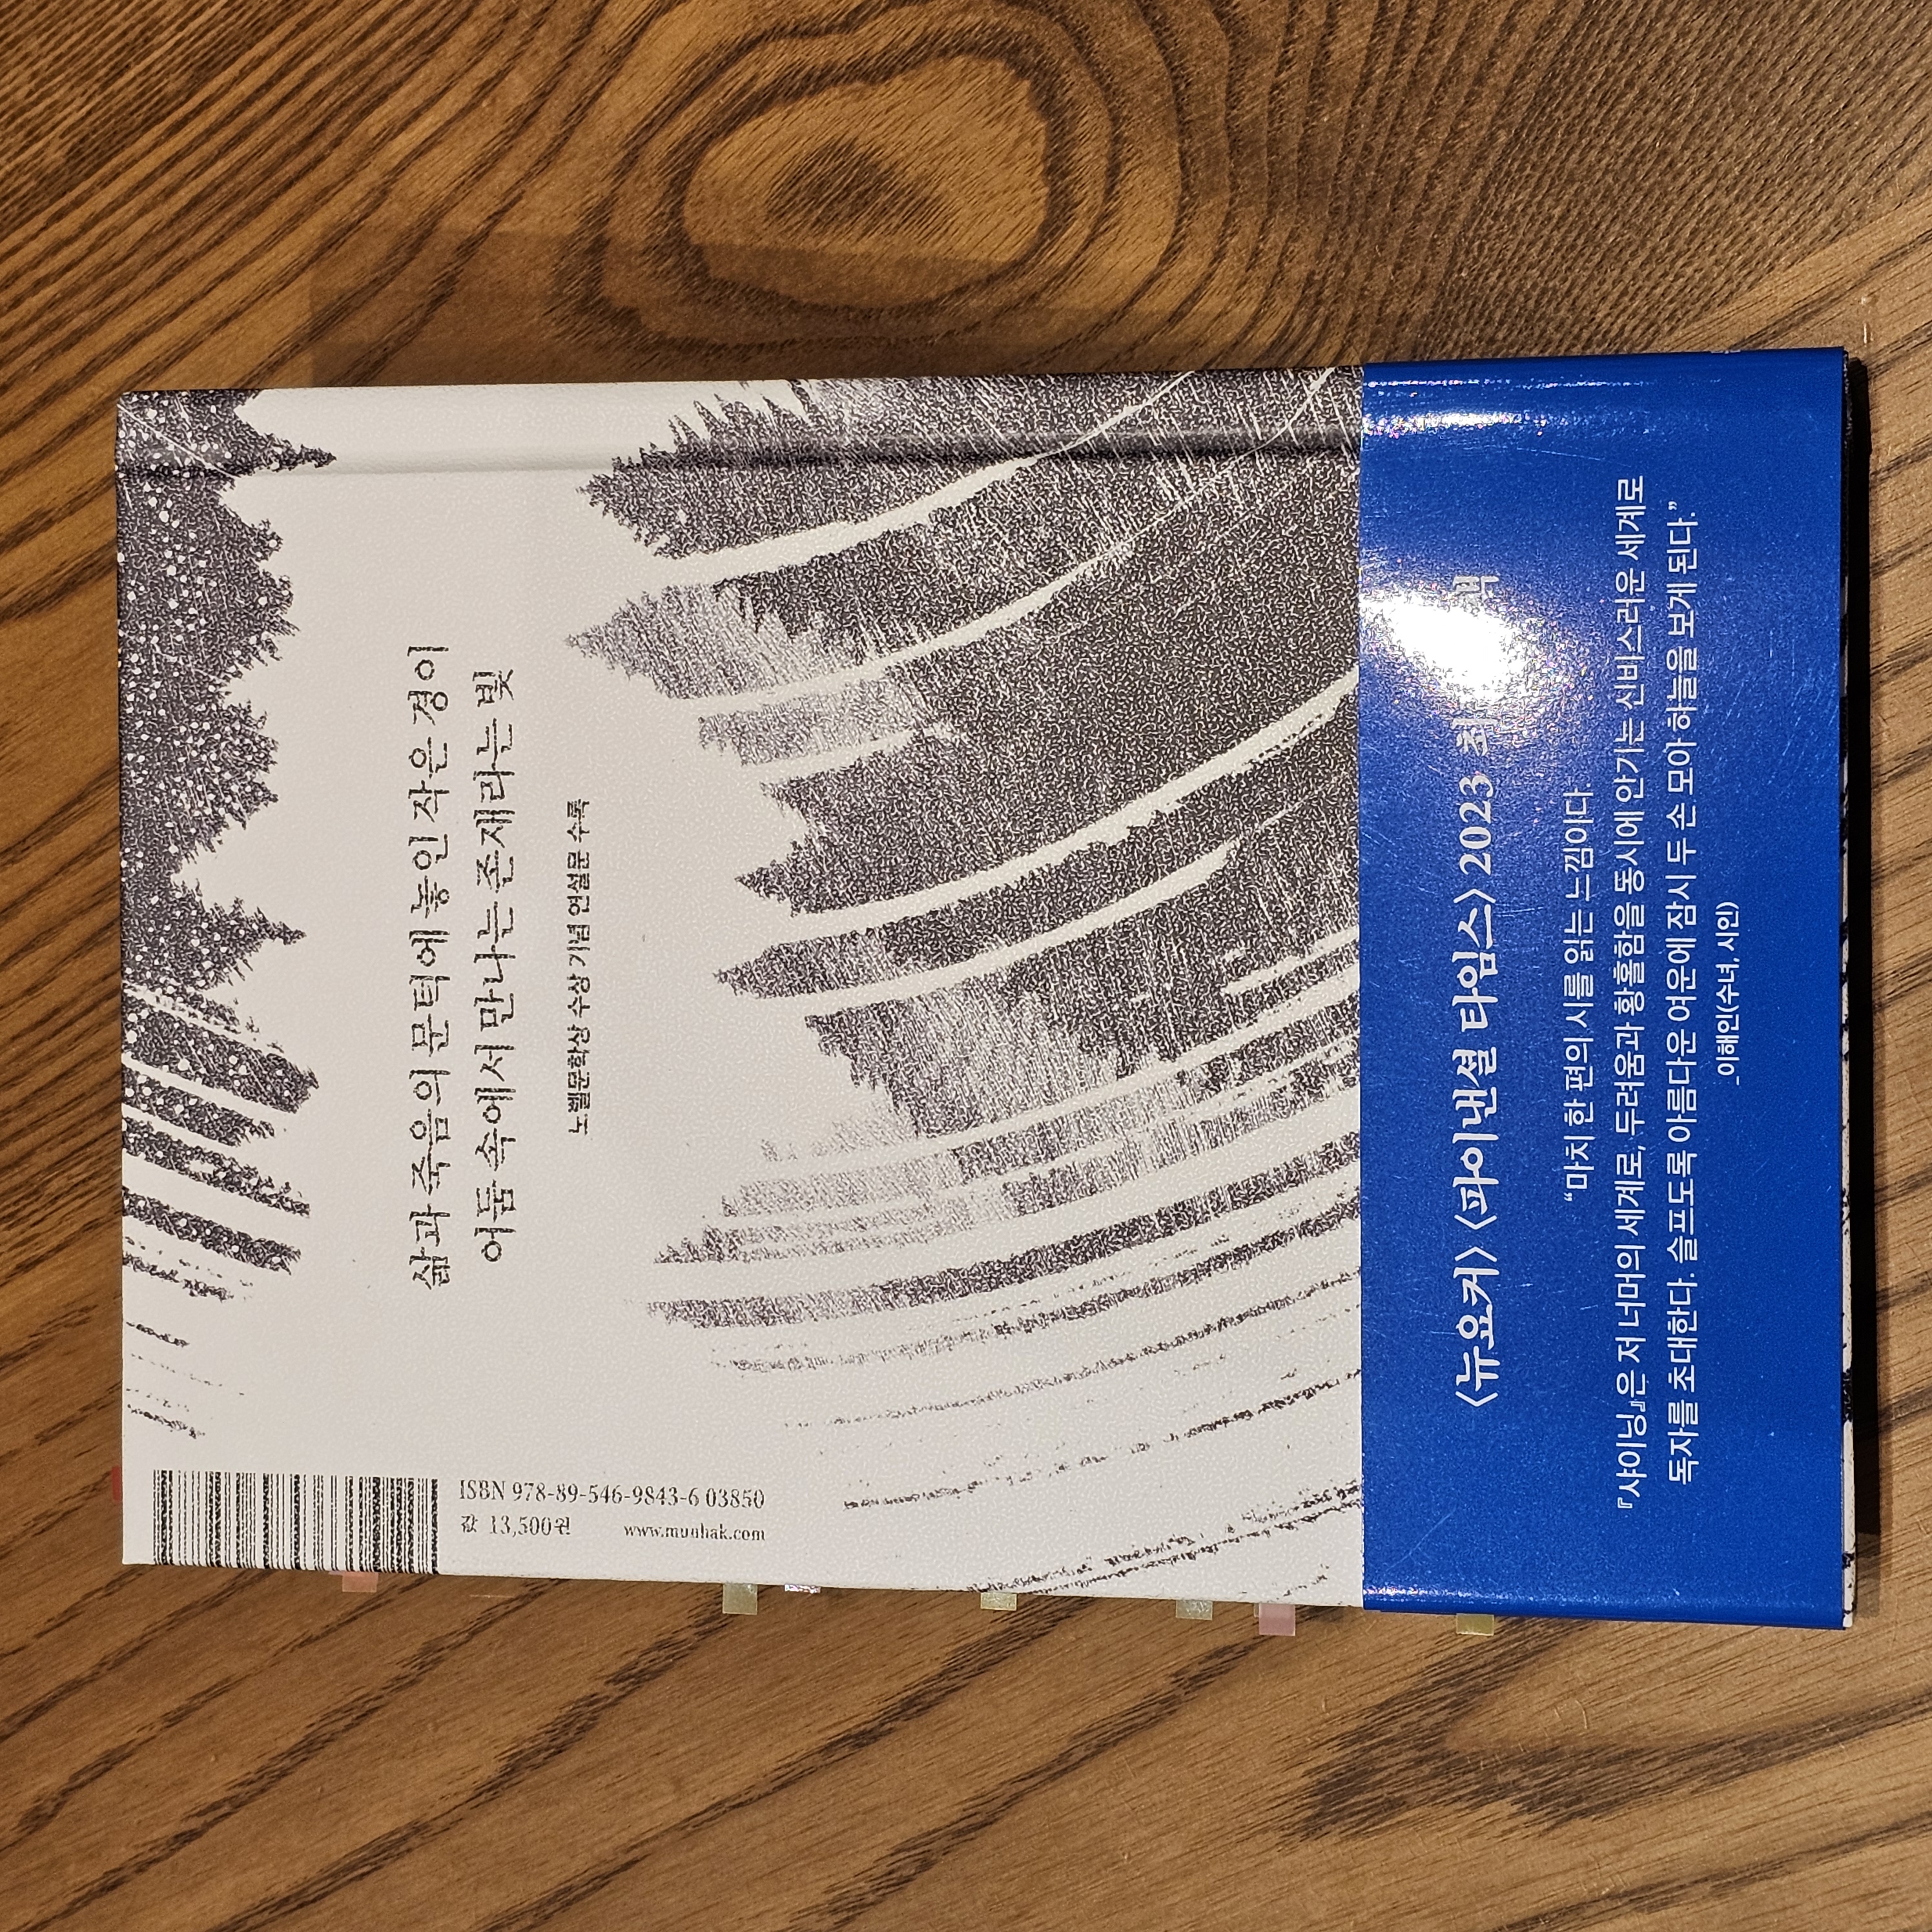 삶과 죽음의 문턱에 놓인 작은 경이
어둠 속에서 만나는 존재라는 빛
노벨문학상 수상 기념 연설문 수록
ISBN 978-89-546-9843-6 03850
값 13,500원
www.munhak.com
〈뉴요커〉 〈파이낸셜 타임스〉 2023
“마치 한 편의 시를 읽는 느낌이다.
『샤이닝』은 저 너머의 세계로, 두려움과 황홀함을 동시에 안기는 신비스러운 세계로
독자를 초대한다. 슬프도록 아름다운 여운에 잠시 두 손 모아 하늘을 보게 된다.”
_이해인(수녀, 시인)